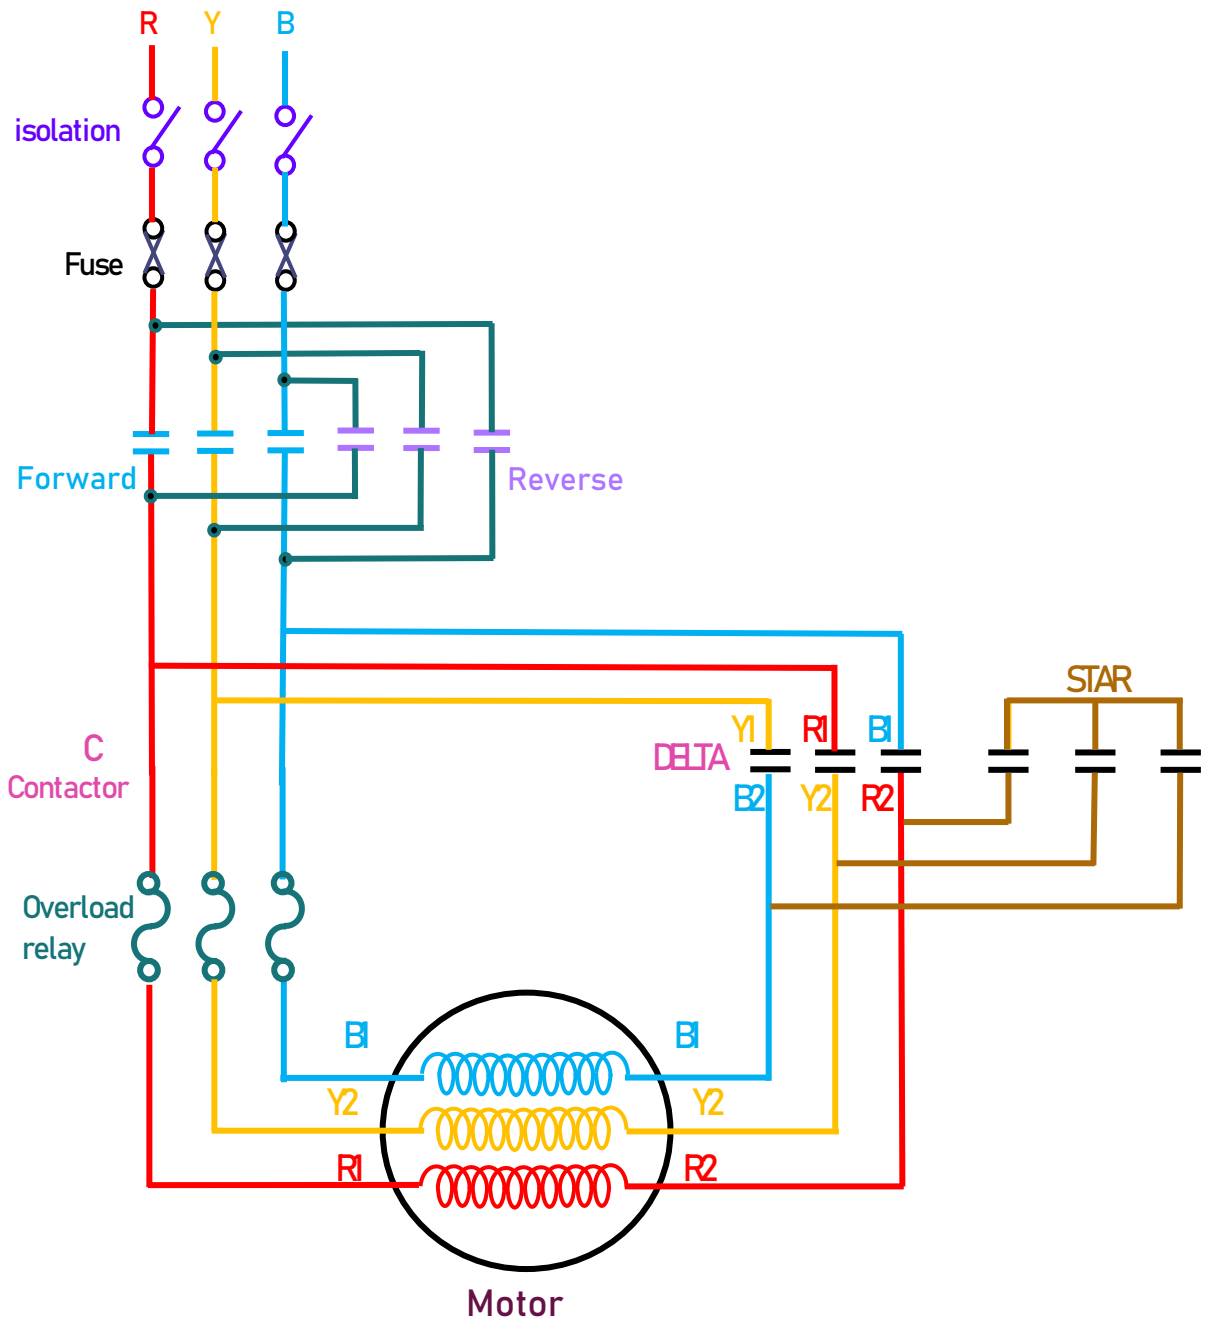 R Y B
isolation
Fuse
Forward
Reverse
STAR
C
Contactor
Y1 R1 B1
DELTA
B2 Y2 R2
Overload
relay
B1 B1
Y2 Y2
R1 R2
Motor